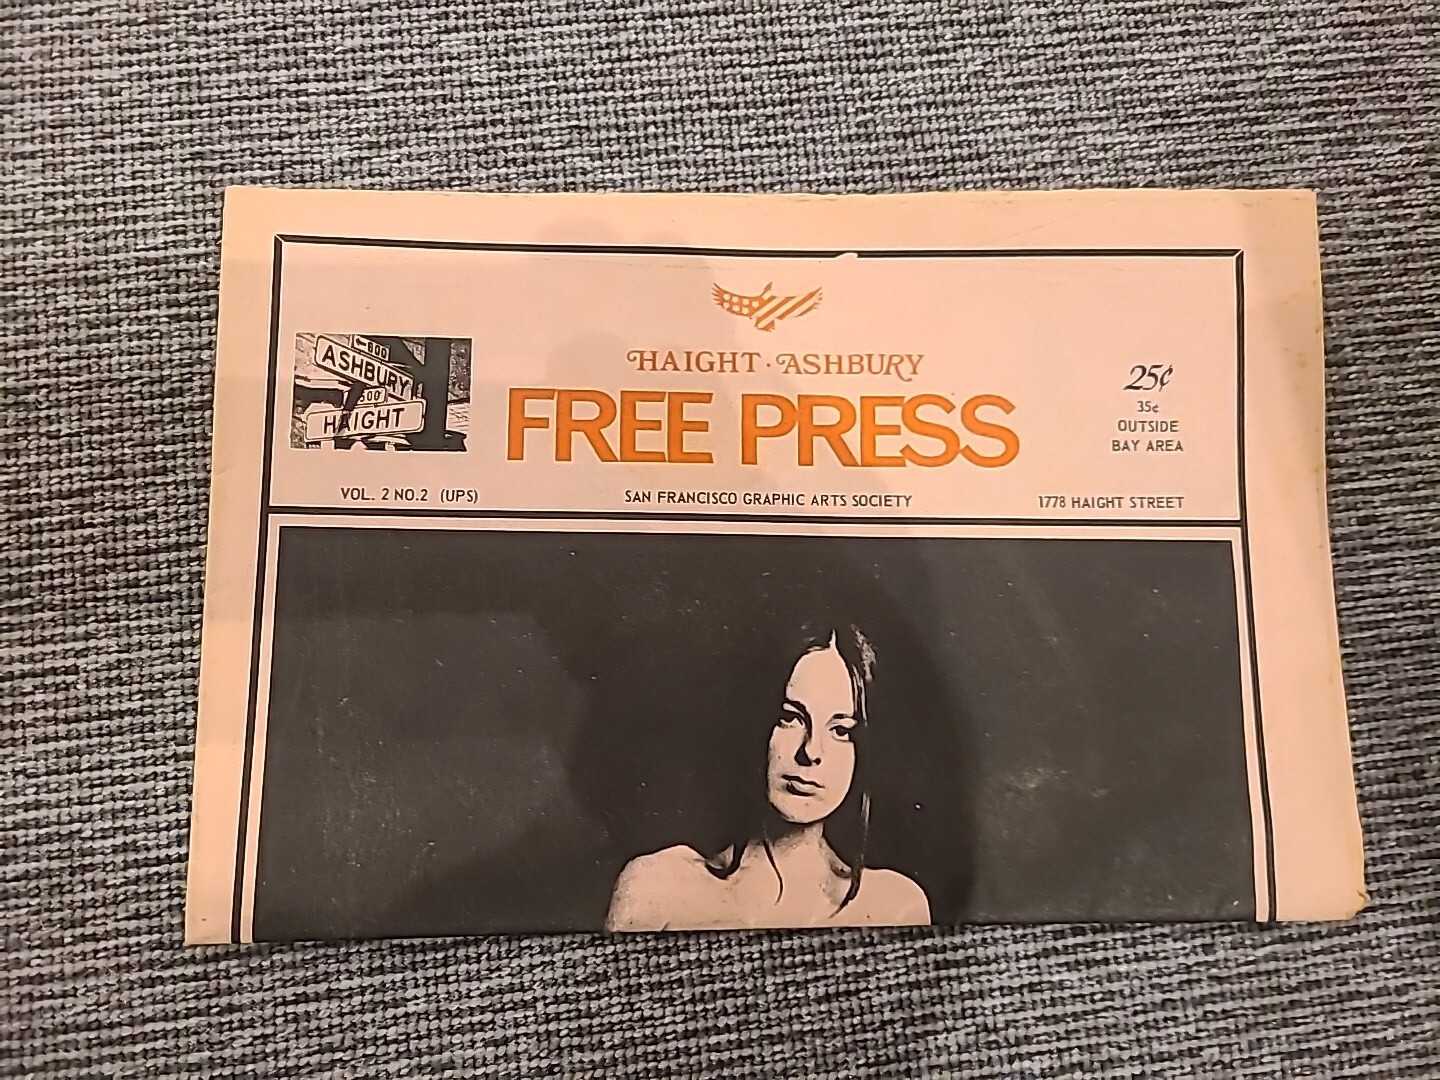 600
ASHBURY
500
HAIGHT
HAIGHT · ASHBURY
FREE PRESS
25¢
35¢
OUTSIDE
BAY AREA
VOL. 2 NO.2 (UPS)
SAN FRANCISCO GRAPHIC ARTS SOCIETY
1778 HAIGHT STREET